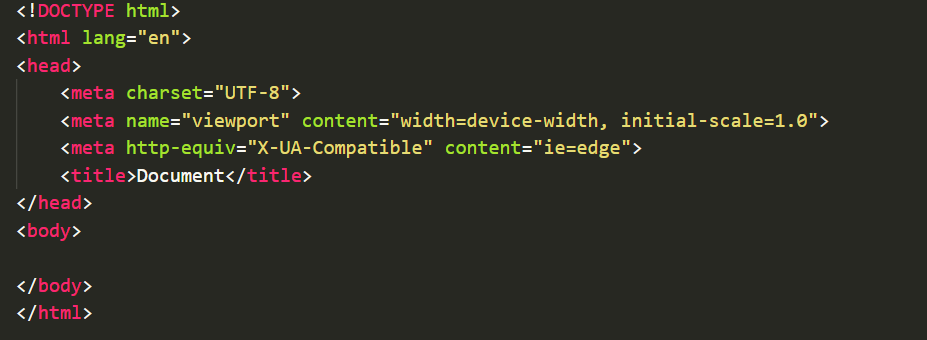 <!DOCTYPE html>
<html lang="en">
<head>
    <meta charset="UTF-8">
    <meta name="viewport" content="width=device-width, initial-scale=1.0">
    <meta http-equiv="X-UA-Compatible" content="ie=edge">
    <title>Document</title>
</head>
<body>

</body>
</html>